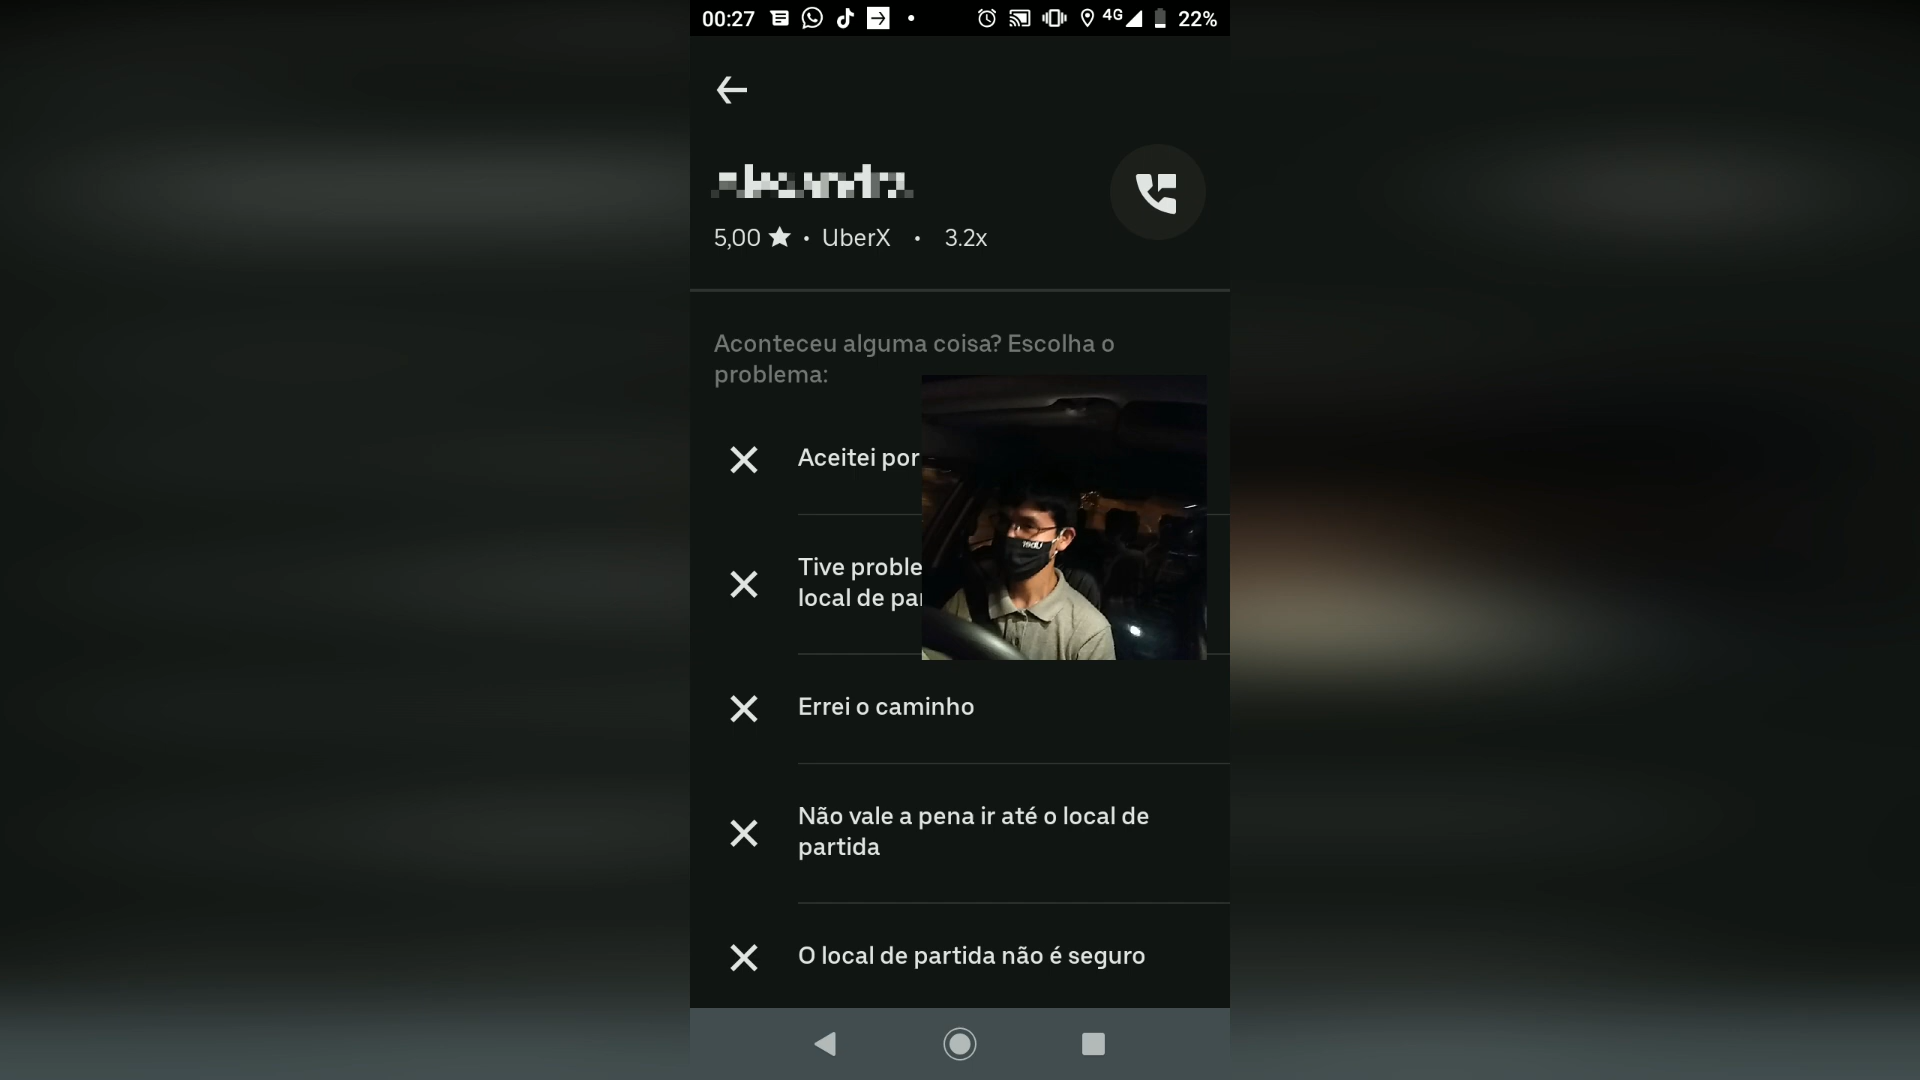 00:27
4G
22%
5,00 ★ • UberX • 3.2x
Aconteceu alguma coisa? Escolha o
problema:
Aceitei por
Tive proble
local de par
Errei o caminho
Não vale a pena ir até o local de
partida
O local de partida não é seguro